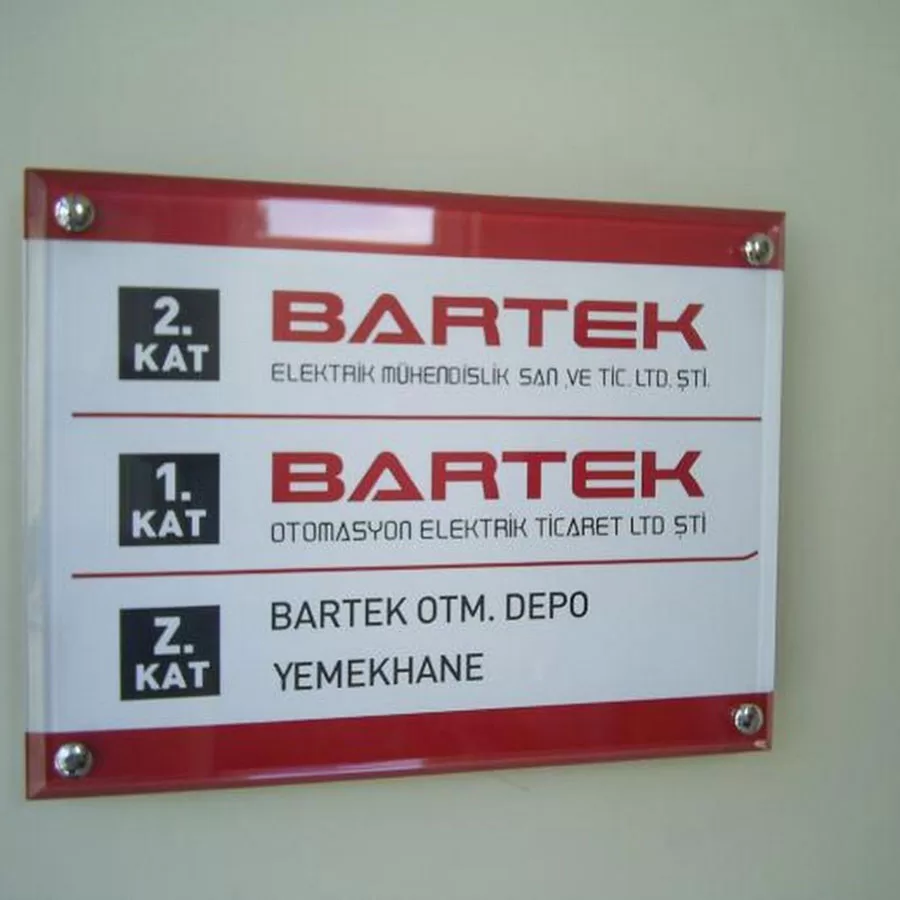 2.
KAT
BARTEK
ELEKTRİK MÜHENDİSLİK SAN .VE TİC. LTD. ŞTİ.
1.
KAT
BARTEK
OTOMASYON ELEKTRİK TİCARET LTD ŞTİ
Z.
KAT
BARTEK OTM. DEPO
YEMEKHANE